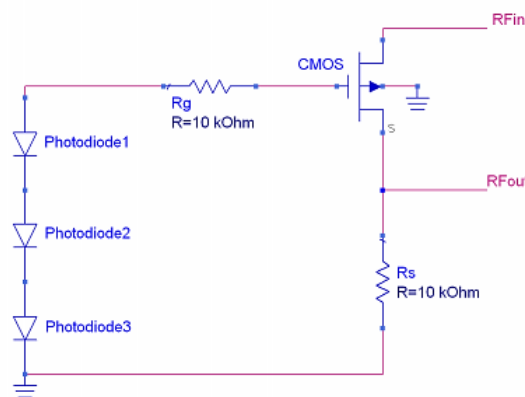 RFin
CMOS
Rg
R=10 kOhm
Photodiode1
S
RFout
Photodiode2
Rs
R=10 kOhm
Photodiode3